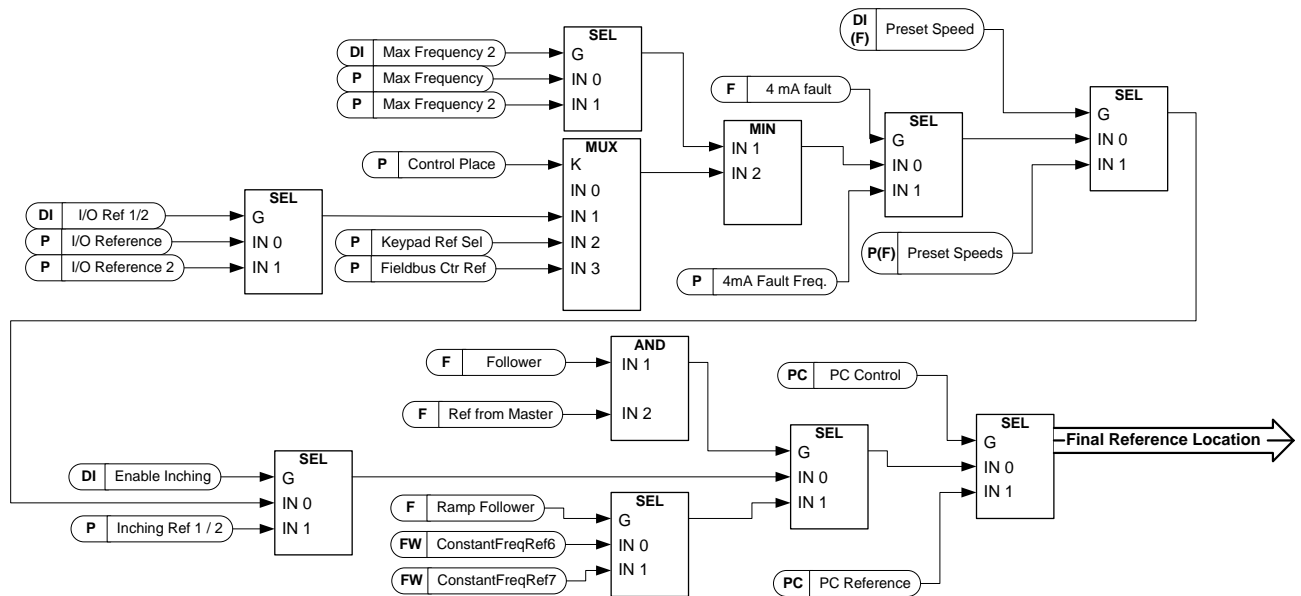 SEL
DI Max Frequency 2 G
P Max Frequency IN 0
P Max Frequency 2 IN 1
DI (F) Preset Speed
F 4 mA fault
SEL
G
IN 0
IN 1
SEL
G
IN 0
IN 1
MIN
IN 1
IN 2
MUX
P Control Place K
IN 0
IN 1
P Keypad Ref Sel IN 2
P Fieldbus Ctr Ref IN 3
SEL
DI I/O Ref 1/2 G
P I/O Reference IN 0
P I/O Reference 2 IN 1
P 4mA Fault Freq.
P(F) Preset Speeds
AND
F Follower IN 1
F Ref from Master IN 2
PC PC Control
SEL
G
IN 0
IN 1
Final Reference Location
SEL
G
IN 0
IN 1
SEL
DI Enable Inching G
IN 0
P Inching Ref 1 / 2 IN 1
SEL
F Ramp Follower G
FW ConstantFreqRef6 IN 0
FW ConstantFreqRef7 IN 1
PC PC Reference